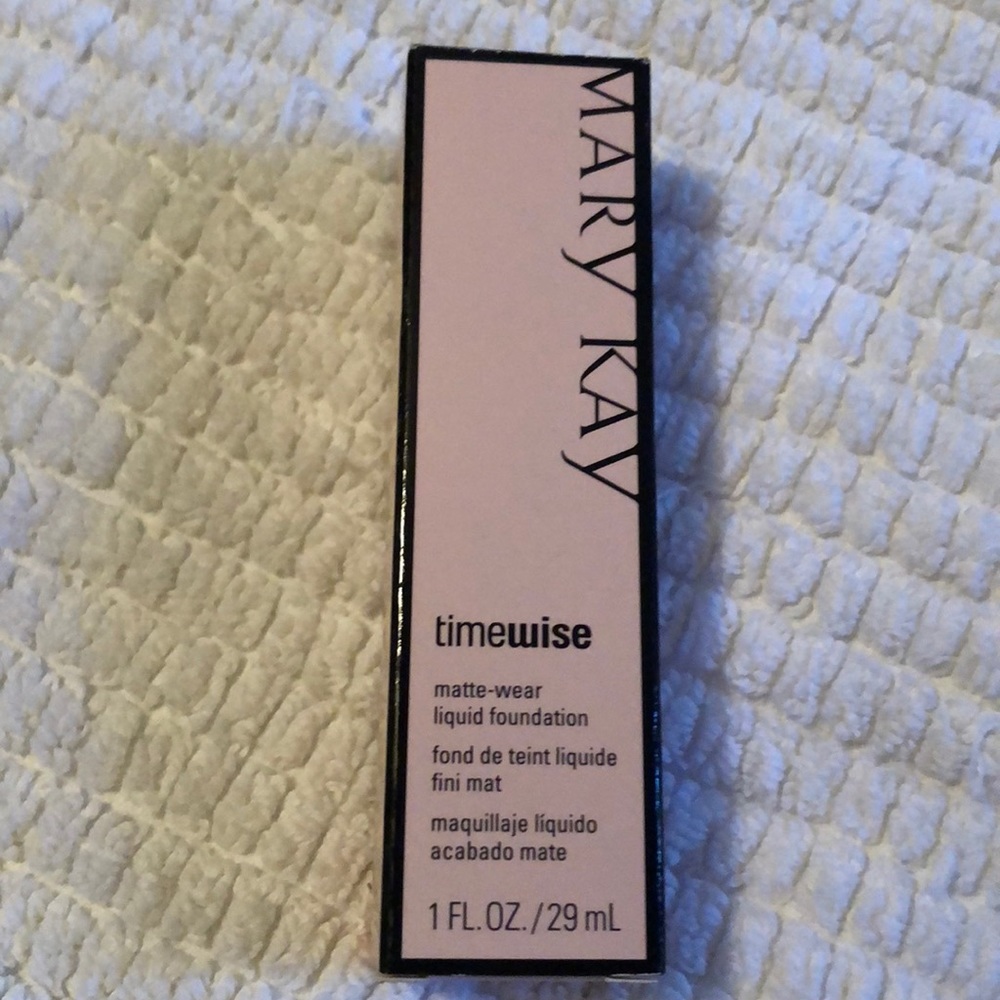 MARY KAY
timewise
matte-wear
liquid foundation
fond de teint liquide
fini mat
maquillaje líquido
acabado mate
1 FL.OZ./29 mL